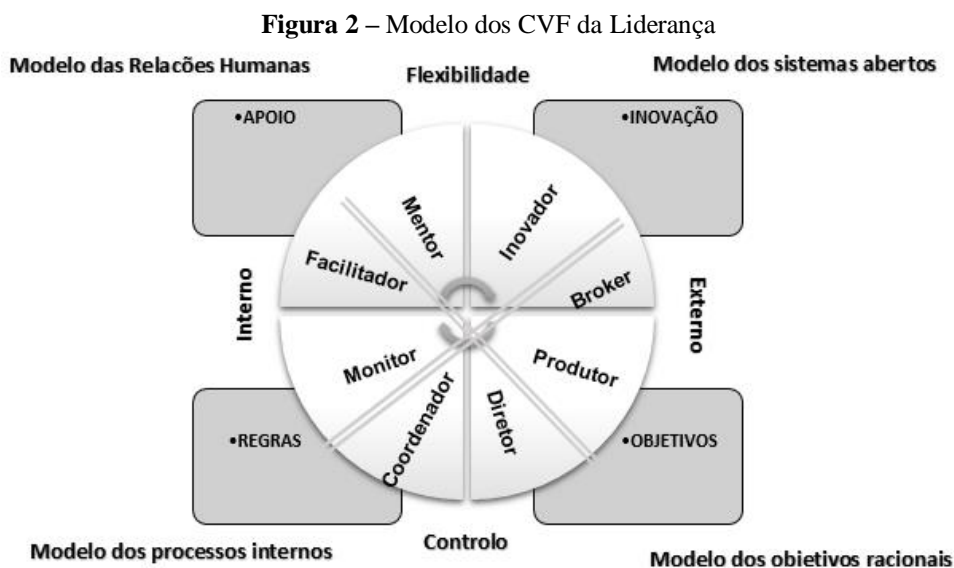 Figura 2 – Modelo dos CVF da Liderança
Modelo das Relacões Humanas
Flexibilidade
Modelo dos sistemas abertos
•APOIO
•INOVAÇÃO
Mentor
Inovador
Facilitador
Broker
Interno
Externo
Monitor
Produtor
Coordenador
Diretor
•REGRAS
•OBJETIVOS
Modelo dos processos internos
Controlo
Modelo dos objetivos racionais